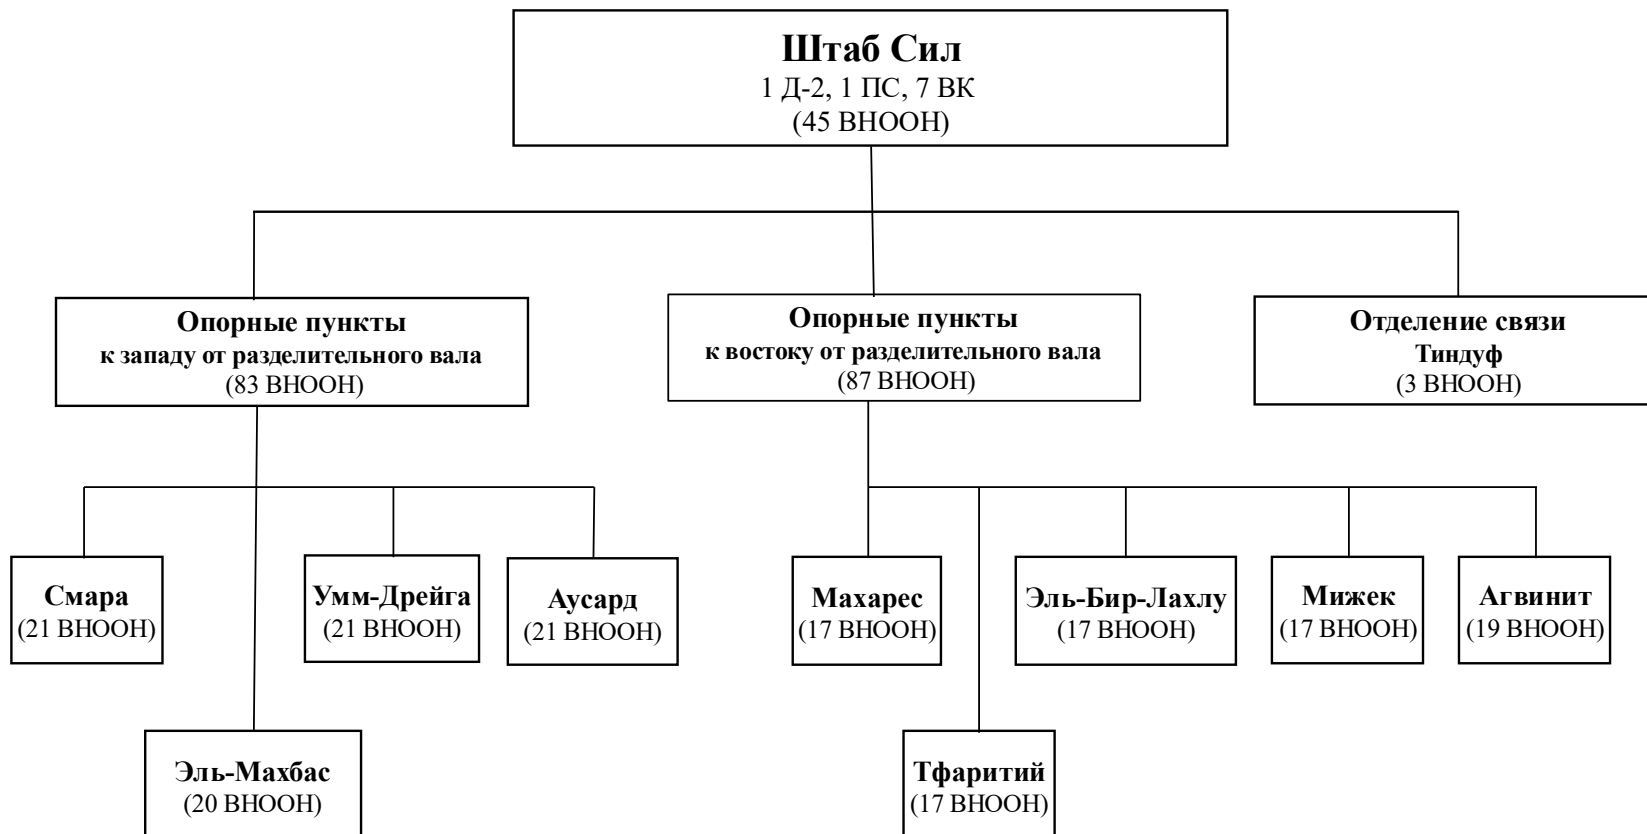 Штаб Сил
1 Д-2, 1 ПС, 7 ВК
(45 ВНООН)
Опорные пункты
к западу от разделительного вала
(83 ВНООН)
Опорные пункты
к востоку от разделительного вала
(87 ВНООН)
Отделение связи
Тиндуф
(3 ВНООН)
Смара
(21 ВНООН)
Умм-Дрейга
(21 ВНООН)
Аусард
(21 ВНООН)
Махарес
(17 ВНООН)
Эль-Бир-Лахлу
(17 ВНООН)
Мижек
(17 ВНООН)
Агвинит
(19 ВНООН)
Эль-Махбас
(20 ВНООН)
Тфаритий
(17 ВНООН)